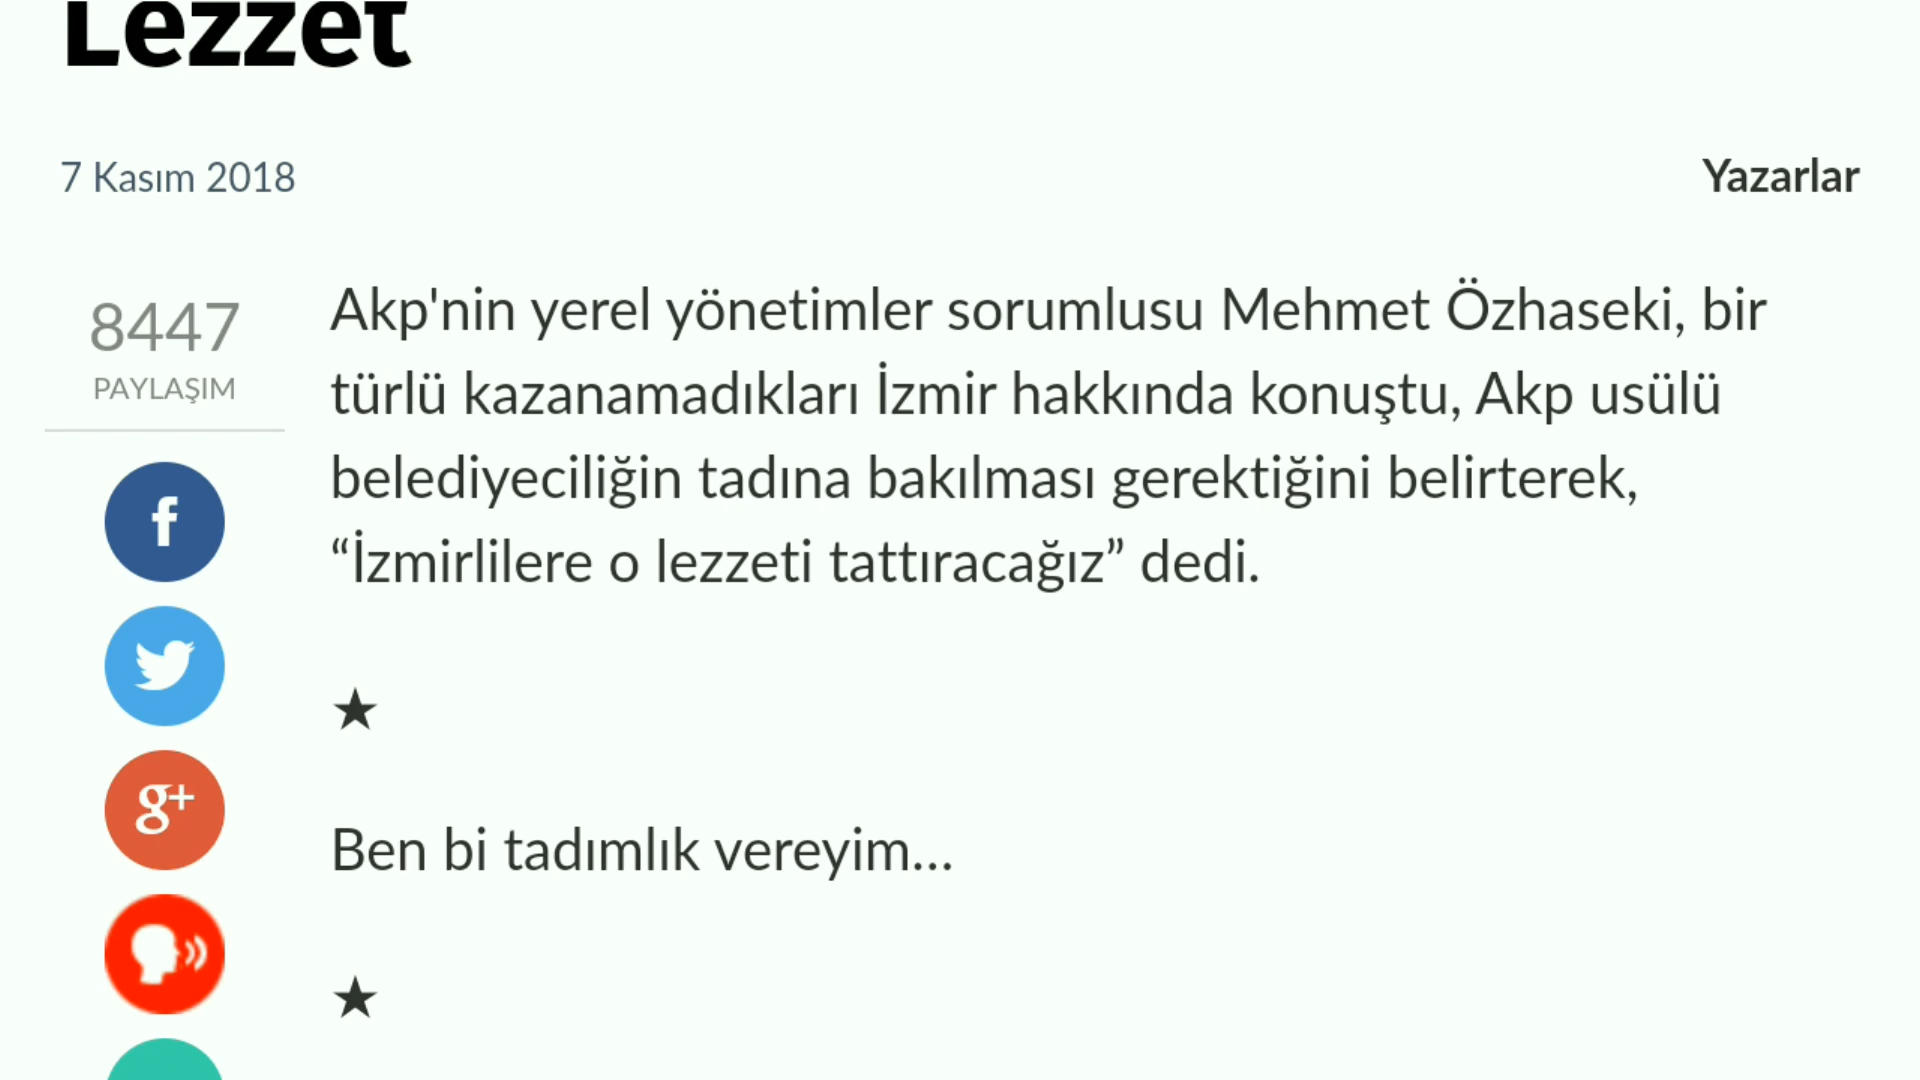 Lezzet
7 Kasım 2018
Yazarlar
8447
PAYLAŞIM
Akp'nin yerel yönetimler sorumlusu Mehmet Özhaseki, bir
türlü kazanamadıkları İzmir hakkında konuştu, Akp usülü
belediyeciliğin tadına bakılması gerektiğini belirterek,
“İzmirlilere o lezzeti tattıracağız” dedi.
★
Ben bi tadımlık vereyim...
★
f
g+